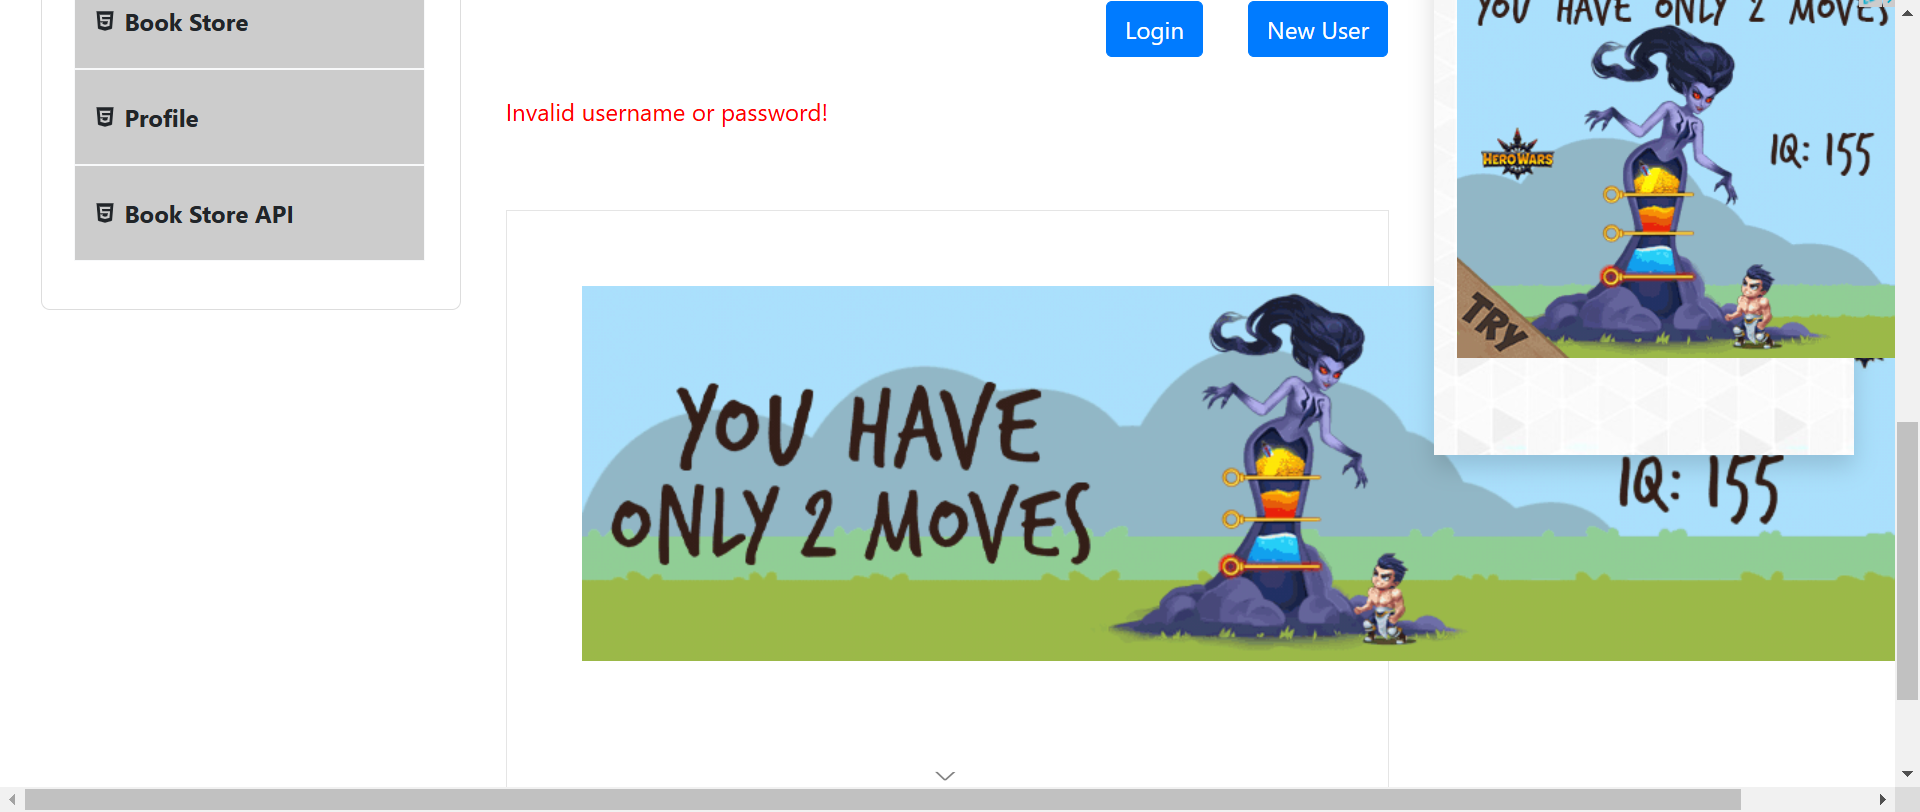 Book Store
Profile
Book Store API
Login
New User
Invalid username or password!
YOU HAVE
ONLY 2 MOVES
IQ: 155
YOU HAVE ONLY 2 MOVES
HERO WARS
IQ: 155
TRY